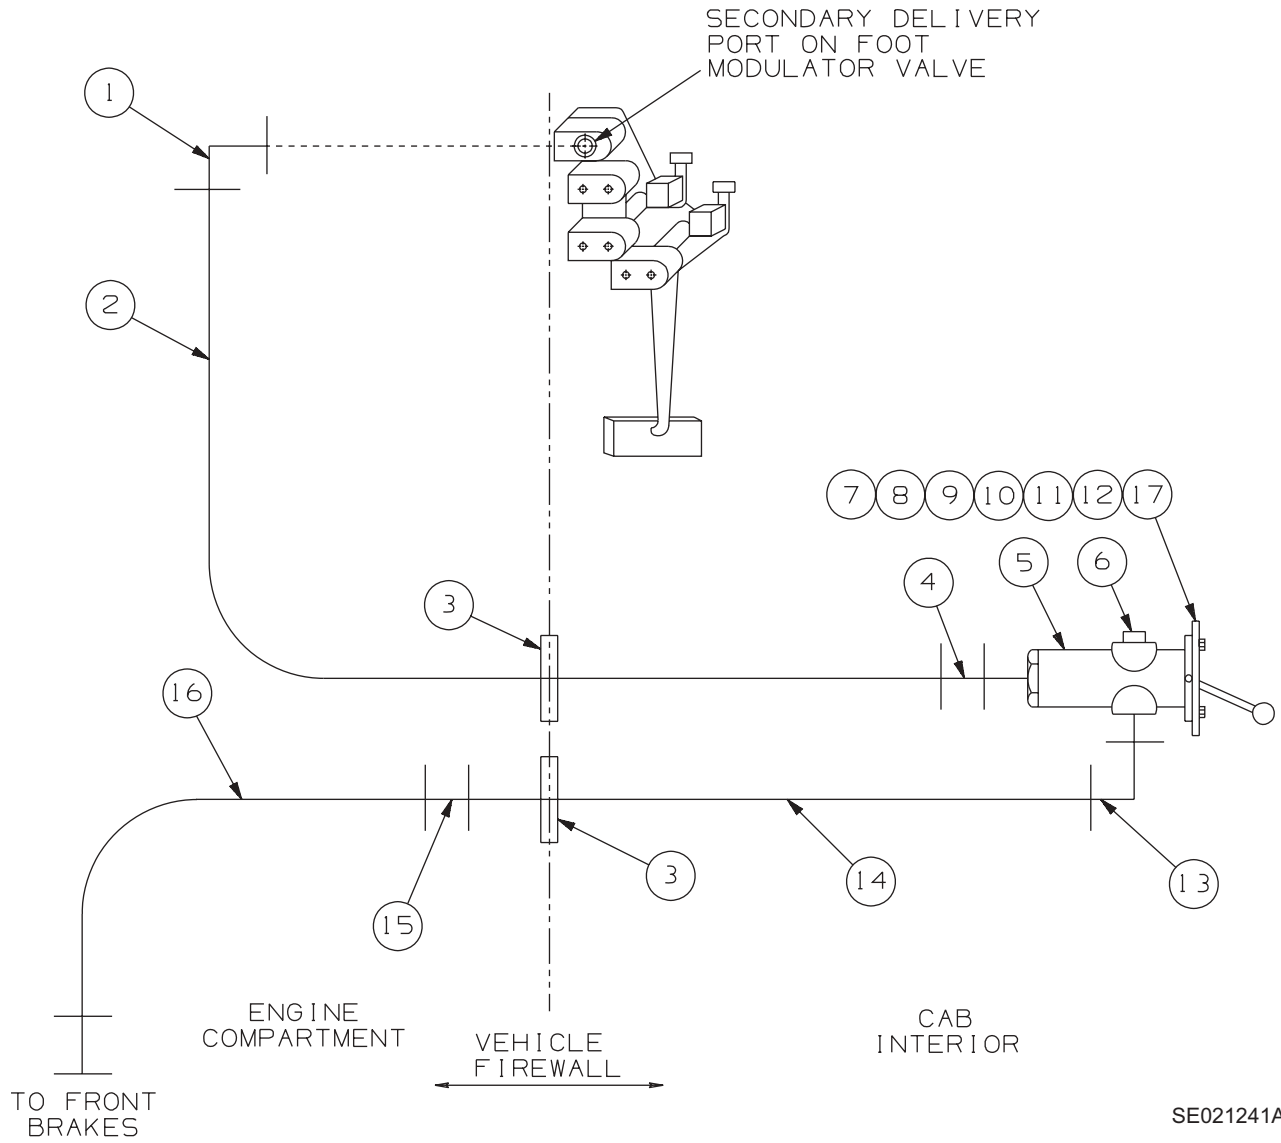 SECONDARY DELIVERY
PORT ON FOOT
MODULATOR VALVE
1
2
7 8 9 10 11 12 17
5 6
4
3
16
3
14
13
15
ENGINE
COMPARTMENT
VEHICLE
FIREWALL
CAB
INTERIOR
TO FRONT
BRAKES
SE021241A